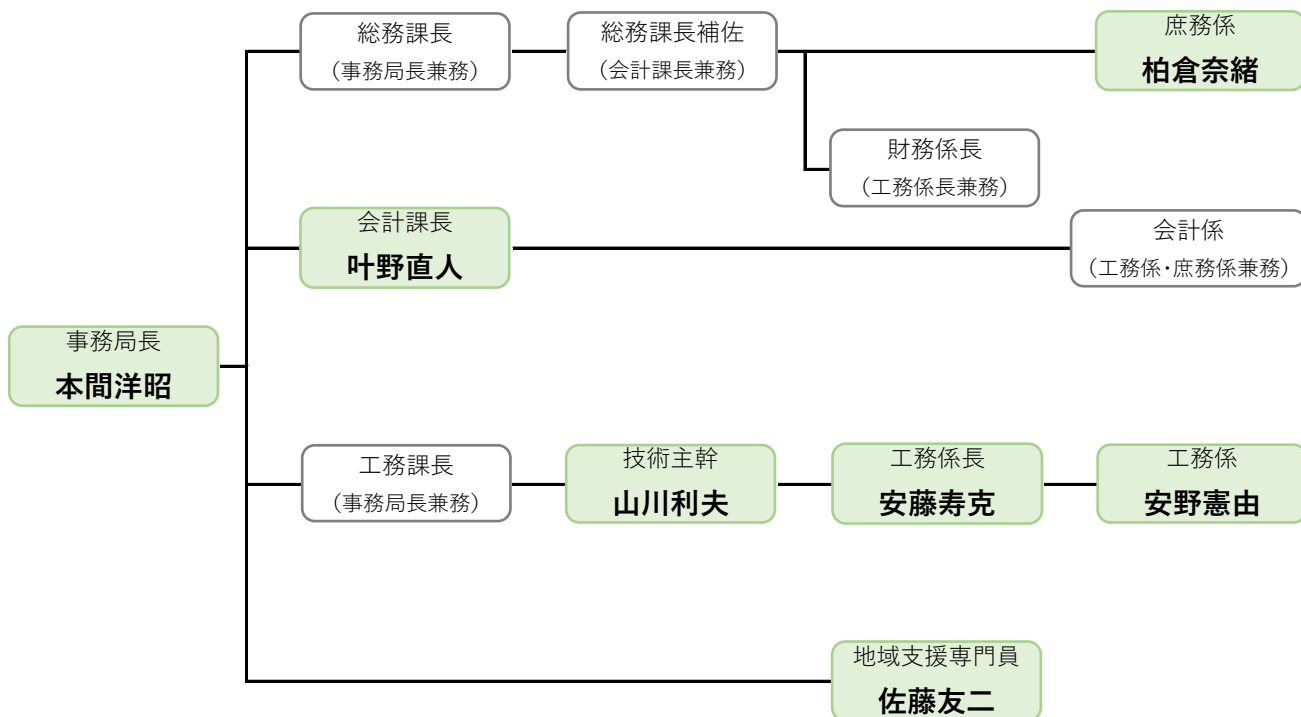 総務課長
（事務局長兼務）
総務課長補佐
（会計課長兼務）
庶務係
柏倉奈緒
財務係長
（工務係長兼務）
会計課長
叶野直人
会計係
（工務係・庶務係兼務）
事務局長
本間洋昭
工務課長
（事務局長兼務）
技術主幹
山川利夫
工務係長
安藤寿克
工務係
安野憲由
地域支援専門員
佐藤友二